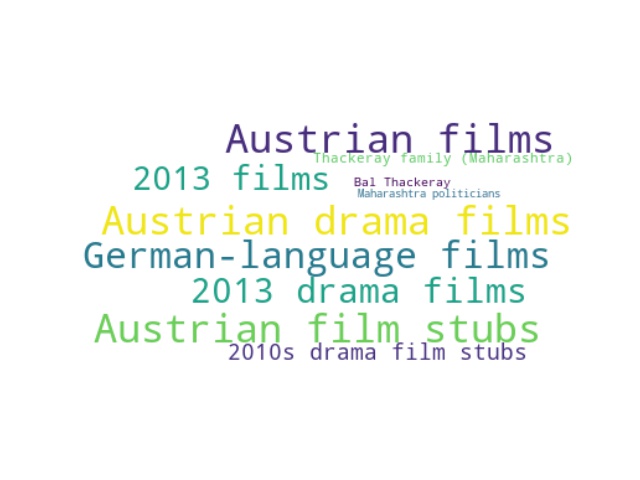 Austrian films
Thackeray family (Maharashtra)
2013 films
Bal Thackeray
Maharashtra politicians
Austrian drama films
German-language films
2013 drama films
Austrian film stubs
2010s drama film stubs